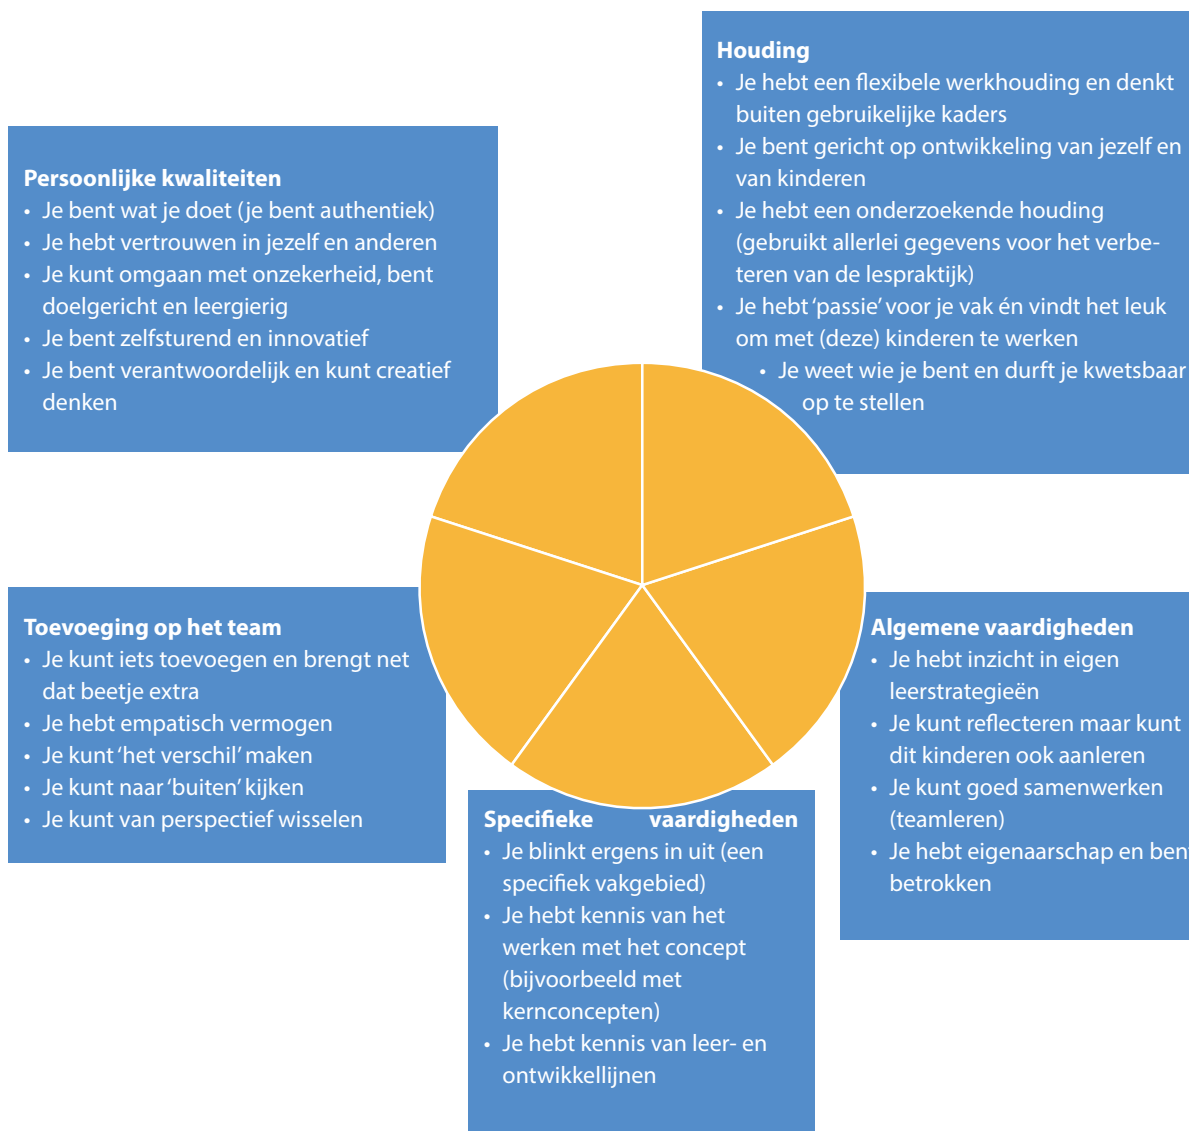 Houding
• Je hebt een flexibele werkhouding en denkt
buiten gebruikelijke kaders
• Je bent gericht op ontwikkeling van jezelf en
van kinderen
• Je hebt een onderzoekende houding
(gebruikt allerlei gegevens voor het verbe-
teren van de lespraktijk)
• Je hebt ‘passie’ voor je vak én vindt het leuk
om met (deze) kinderen te werken
• Je weet wie je bent en durft je kwetsbaar
op te stellen
Persoonlijke kwaliteiten
• Je bent wat je doet (je bent authentiek)
• Je hebt vertrouwen in jezelf en anderen
• Je kunt omgaan met onzekerheid, bent
doelgericht en leergierig
• Je bent zelfsturend en innovatief
• Je bent verantwoordelijk en kunt creatief
denken
Toevoeging op het team
• Je kunt iets toevoegen en brengt net
dat beetje extra
• Je hebt empatisch vermogen
• Je kunt ‘het verschil’ maken
• Je kunt naar ‘buiten’ kijken
• Je kunt van perspectief wisselen
Algemene vaardigheden
• Je hebt inzicht in eigen
leerstrategieën
• Je kunt reflecteren maar kunt
dit kinderen ook aanleren
• Je kunt goed samenwerken
(teamleren)
• Je hebt eigenaarschap en bent
betrokken
Specifieke vaardigheden
• Je blinkt ergens in uit (een
specifiek vakgebied)
• Je hebt kennis van het
werken met het concept
(bijvoorbeeld met
kernconcepten)
• Je hebt kennis van leer- en
ontwikkellijnen